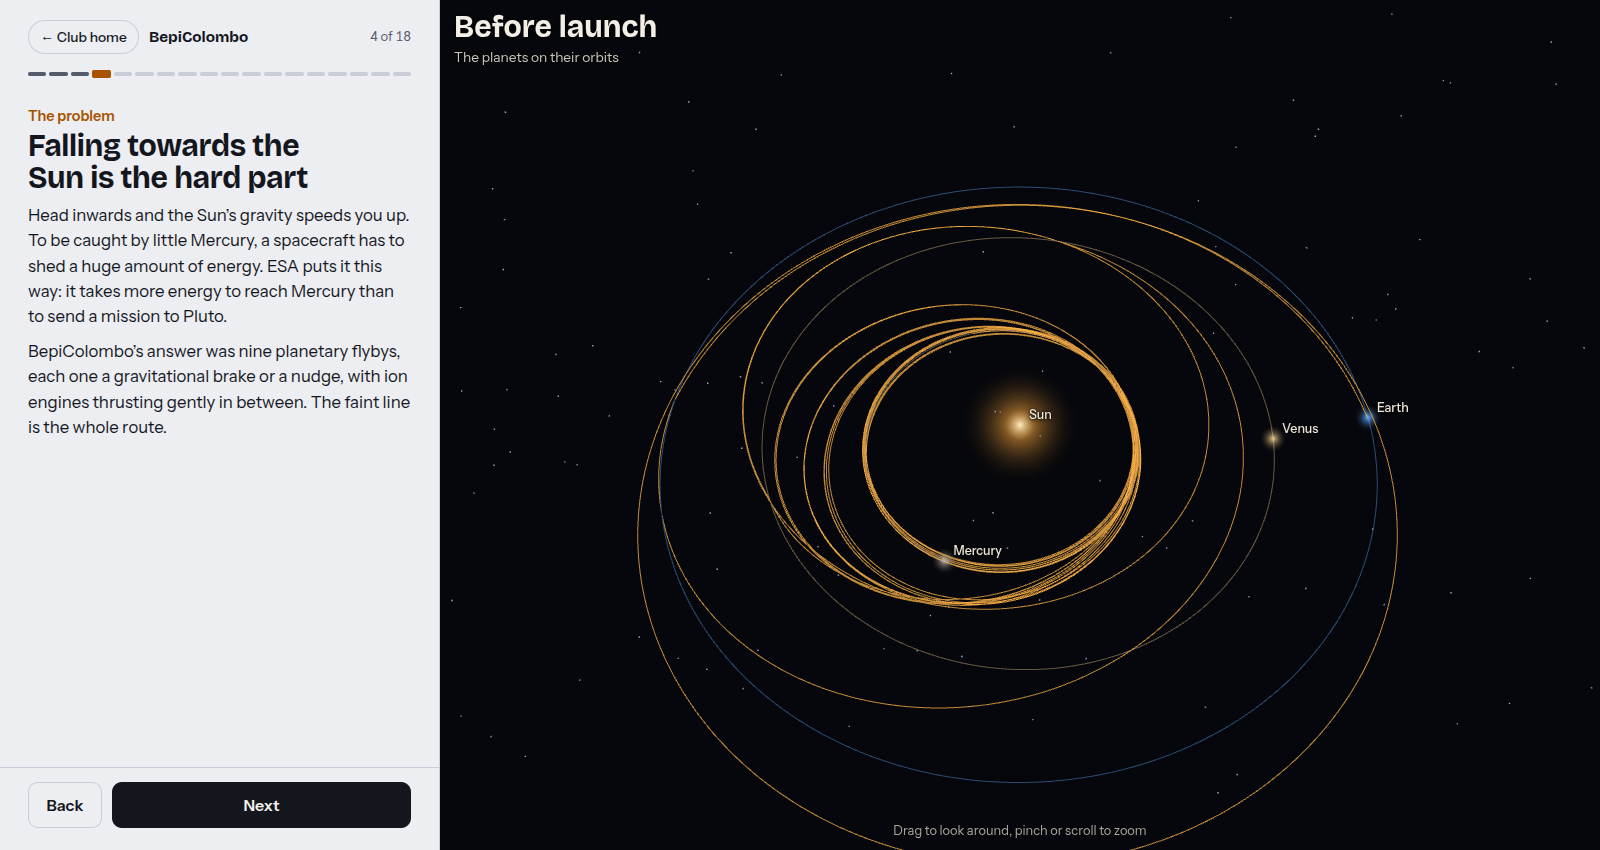 ← Club home
BepiColombo
4 of 18
The problem
Falling towards the
Sun is the hard part
Head inwards and the Sun’s gravity speeds you up.
To be caught by little Mercury, a spacecraft has to
shed a huge amount of energy. ESA puts it this
way: it takes more energy to reach Mercury than
to send a mission to Pluto.
BepiColombo’s answer was nine planetary flybys,
each one a gravitational brake or a nudge, with ion
engines thrusting gently in between. The faint line
is the whole route.
Back
Next
Before launch
The planets on their orbits
Sun
Earth
Venus
Mercury
Drag to look around, pinch or scroll to zoom